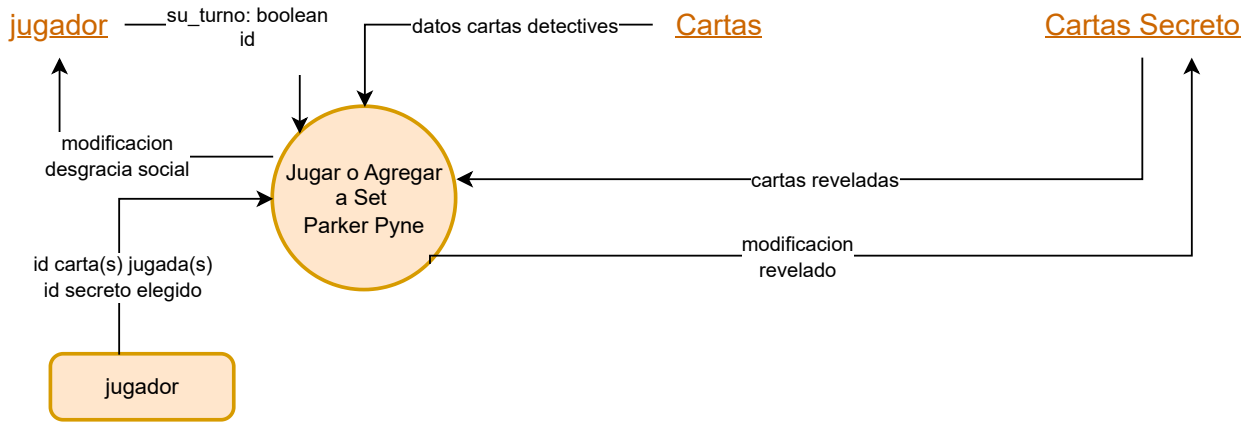 jugador
su_turno: boolean
id
datos cartas detectives
Cartas
Cartas Secreto
modificacion
desgracia social
Jugar o Agregar
a Set
Parker Pyne
cartas reveladas
modificacion
revelado
id carta(s) jugada(s)
id secreto elegido
jugador